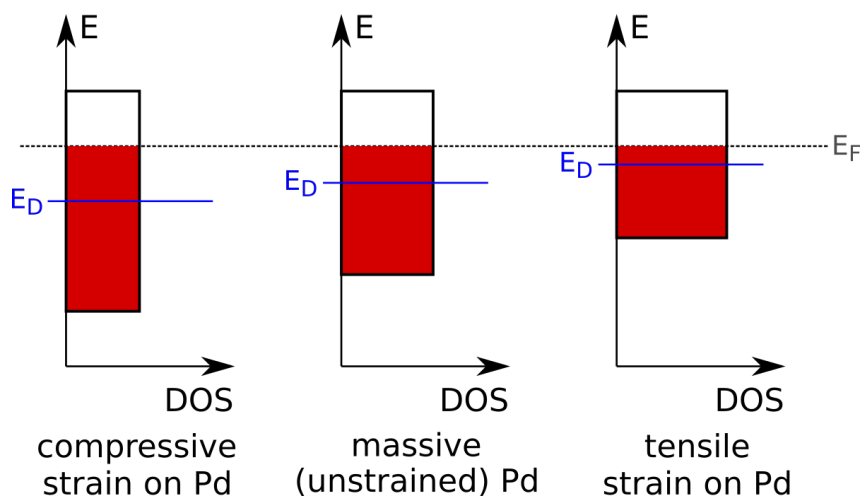 E
E
E
E_F
E_D
E_D
E_D
DOS
DOS
DOS
compressive
strain on Pd
massive
(unstrained) Pd
tensile
strain on Pd